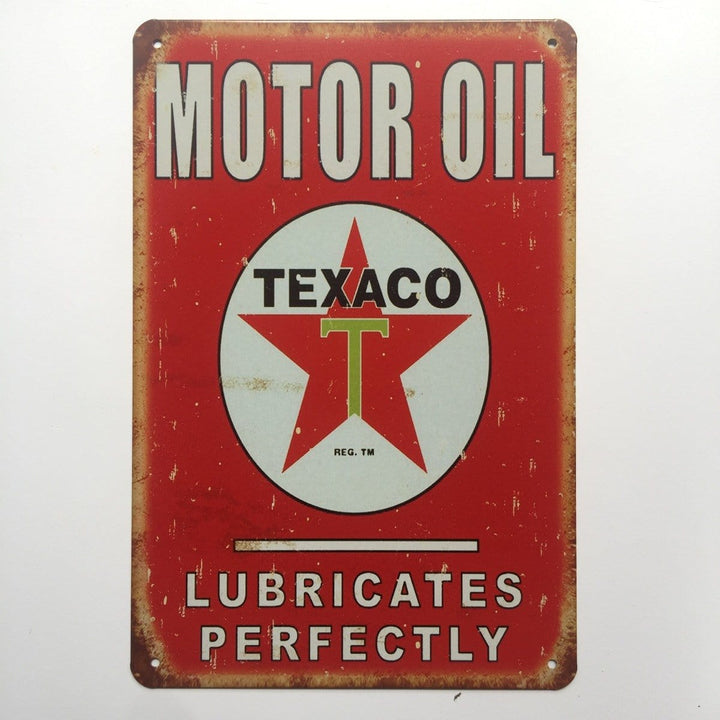 MOTOR OIL
TEXACO
T
REG. TM
LUBRICATES
PERFECTLY